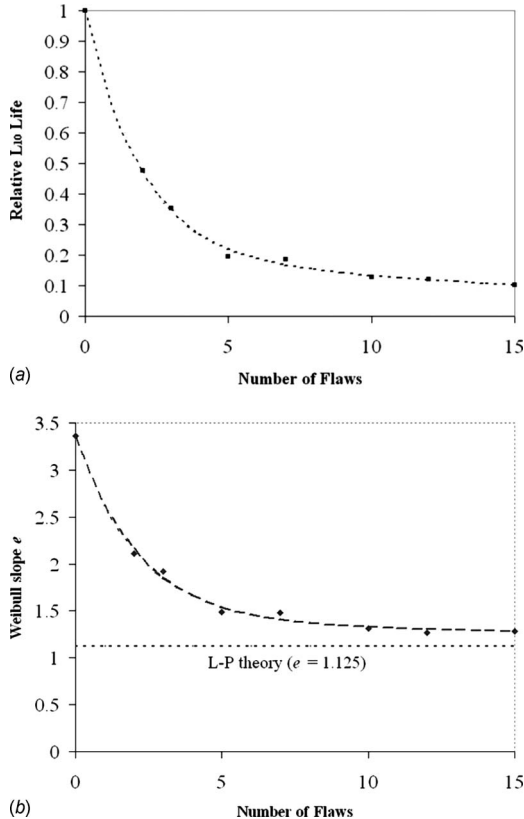 1
0.9
0.8
0.7
0.6
0.5
0.4
0.3
0.2
0.1
0
Relative L10 Life
0 5 10 15
(a)
Number of Flaws
3.5
3
2.5
2
1.5
1
0.5
0
Weibull slope e
L-P theory (e = 1.125)
0 5 10 15
(b)
Number of Flaws